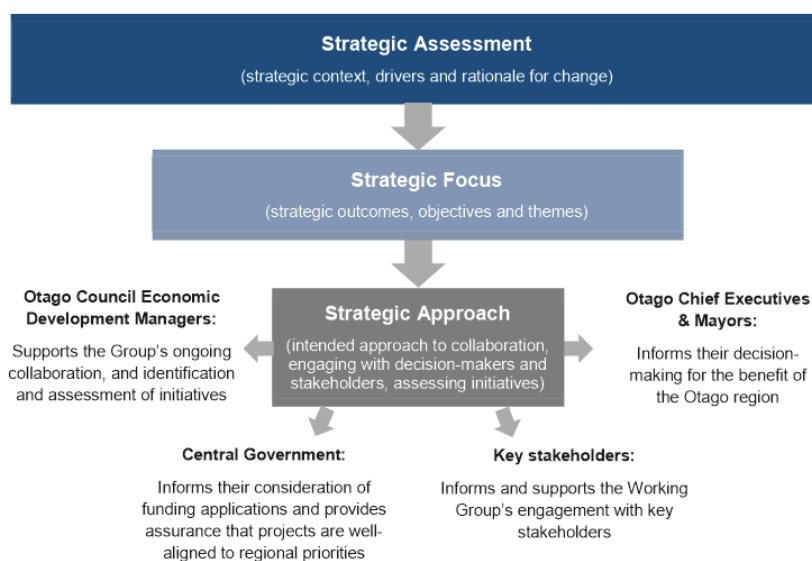 Strategic Assessment
(strategic context, drivers and rationale for change)
Strategic Focus
(strategic outcomes, objectives and themes)
Strategic Approach
(intended approach to collaboration,
engaging with decision-makers and
stakeholders, assessing initiatives)
Otago Council Economic
Development Managers:
Supports the Group's ongoing
collaboration, and identification
and assessment of initiatives
Otago Chief Executives
& Mayors:
Informs their decision-
making for the benefit of
the Otago region
Central Government:
Informs their consideration of
funding applications and provides
assurance that projects are well-
aligned to regional priorities
Key stakeholders:
Informs and supports the Working
Group's engagement with key
stakeholders